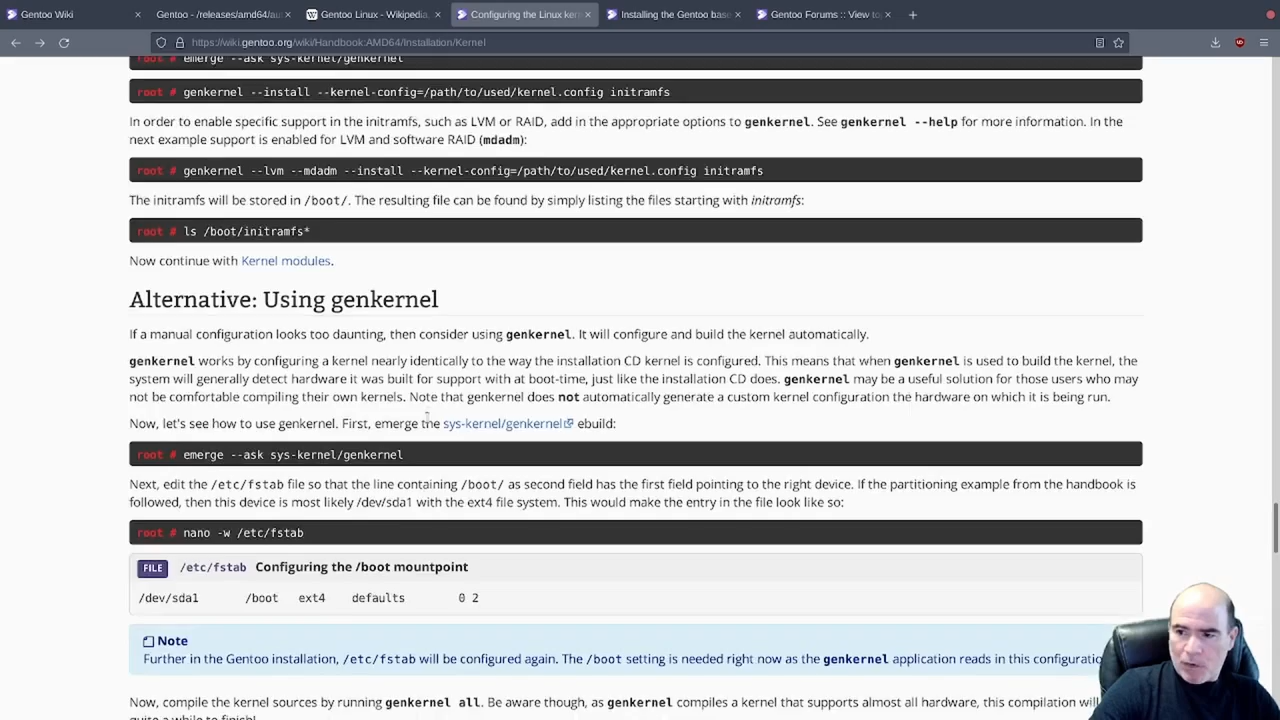 Gentoo Wiki
Gentoo - /releases/amd64/au
Gentoo Linux - Wikipedia
Configuring the Linux ker
Installing the Gentoo base
Gentoo Forums :: View to
https://wiki.gentoo.org/wiki/Handbook:AMD64/Installation/Kernel
root # emerge --ask sys-kernel/genkernel
root # genkernel --install --kernel-config=/path/to/used/kernel.config initramfs
In order to enable specific support in the initramfs, such as LVM or RAID, add in the appropriate options to genkernel. See genkernel --help for more information. In the
next example support is enabled for LVM and software RAID (mdadm):
root # genkernel --lvm --mdadm --install --kernel-config=/path/to/used/kernel.config initramfs
The initramfs will be stored in /boot/. The resulting file can be found by simply listing the files starting with initramfs:
root # ls /boot/initramfs*
Now continue with Kernel modules.
Alternative: Using genkernel
If a manual configuration looks too daunting, then consider using genkernel. It will configure and build the kernel automatically.
genkernel works by configuring a kernel nearly identically to the way the installation CD kernel is configured. This means that when genkernel is used to build the kernel, the
system will generally detect hardware it was built for support with at boot-time, just like the installation CD does. genkernel may be a useful solution for those users who may
not be comfortable compiling their own kernels. Note that genkernel does not automatically generate a custom kernel configuration the hardware on which it is being run.
Now, let's see how to use genkernel. First, emerge the sys-kernel/genkernel ebuild:
root # emerge --ask sys-kernel/genkernel
Next, edit the /etc/fstab file so that the line containing /boot/ as second field has the first field pointing to the right device. If the partitioning example from the handbook is
followed, then this device is most likely /dev/sda1 with the ext4 file system. This would make the entry in the file look like so:
root # nano -w /etc/fstab
FILE /etc/fstab Configuring the /boot mountpoint
/dev/sda1 /boot ext4 defaults 0 2
Note
Further in the Gentoo installation, /etc/fstab will be configured again. The /boot setting is needed right now as the genkernel application reads in this configuratio
Now, compile the kernel sources by running genkernel all. Be aware though, as genkernel compiles a kernel that supports almost all hardware, this compilation will
quite a while to finish!